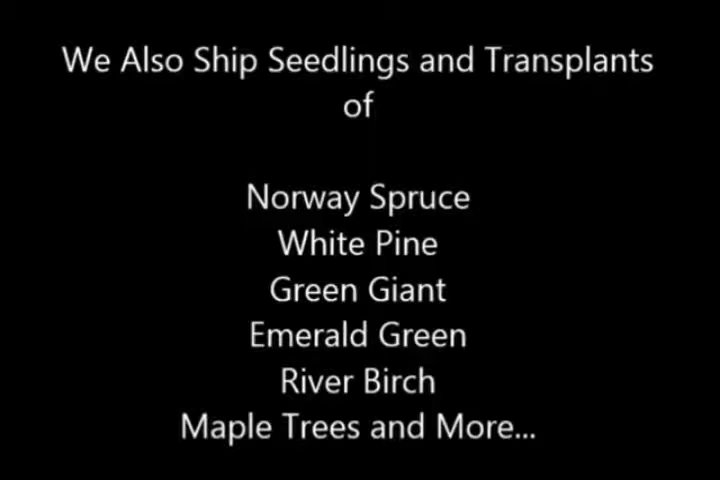 We Also Ship Seedlings and Transplants
of
Norway Spruce
White Pine
Green Giant
Emerald Green
River Birch
Maple Trees and More...